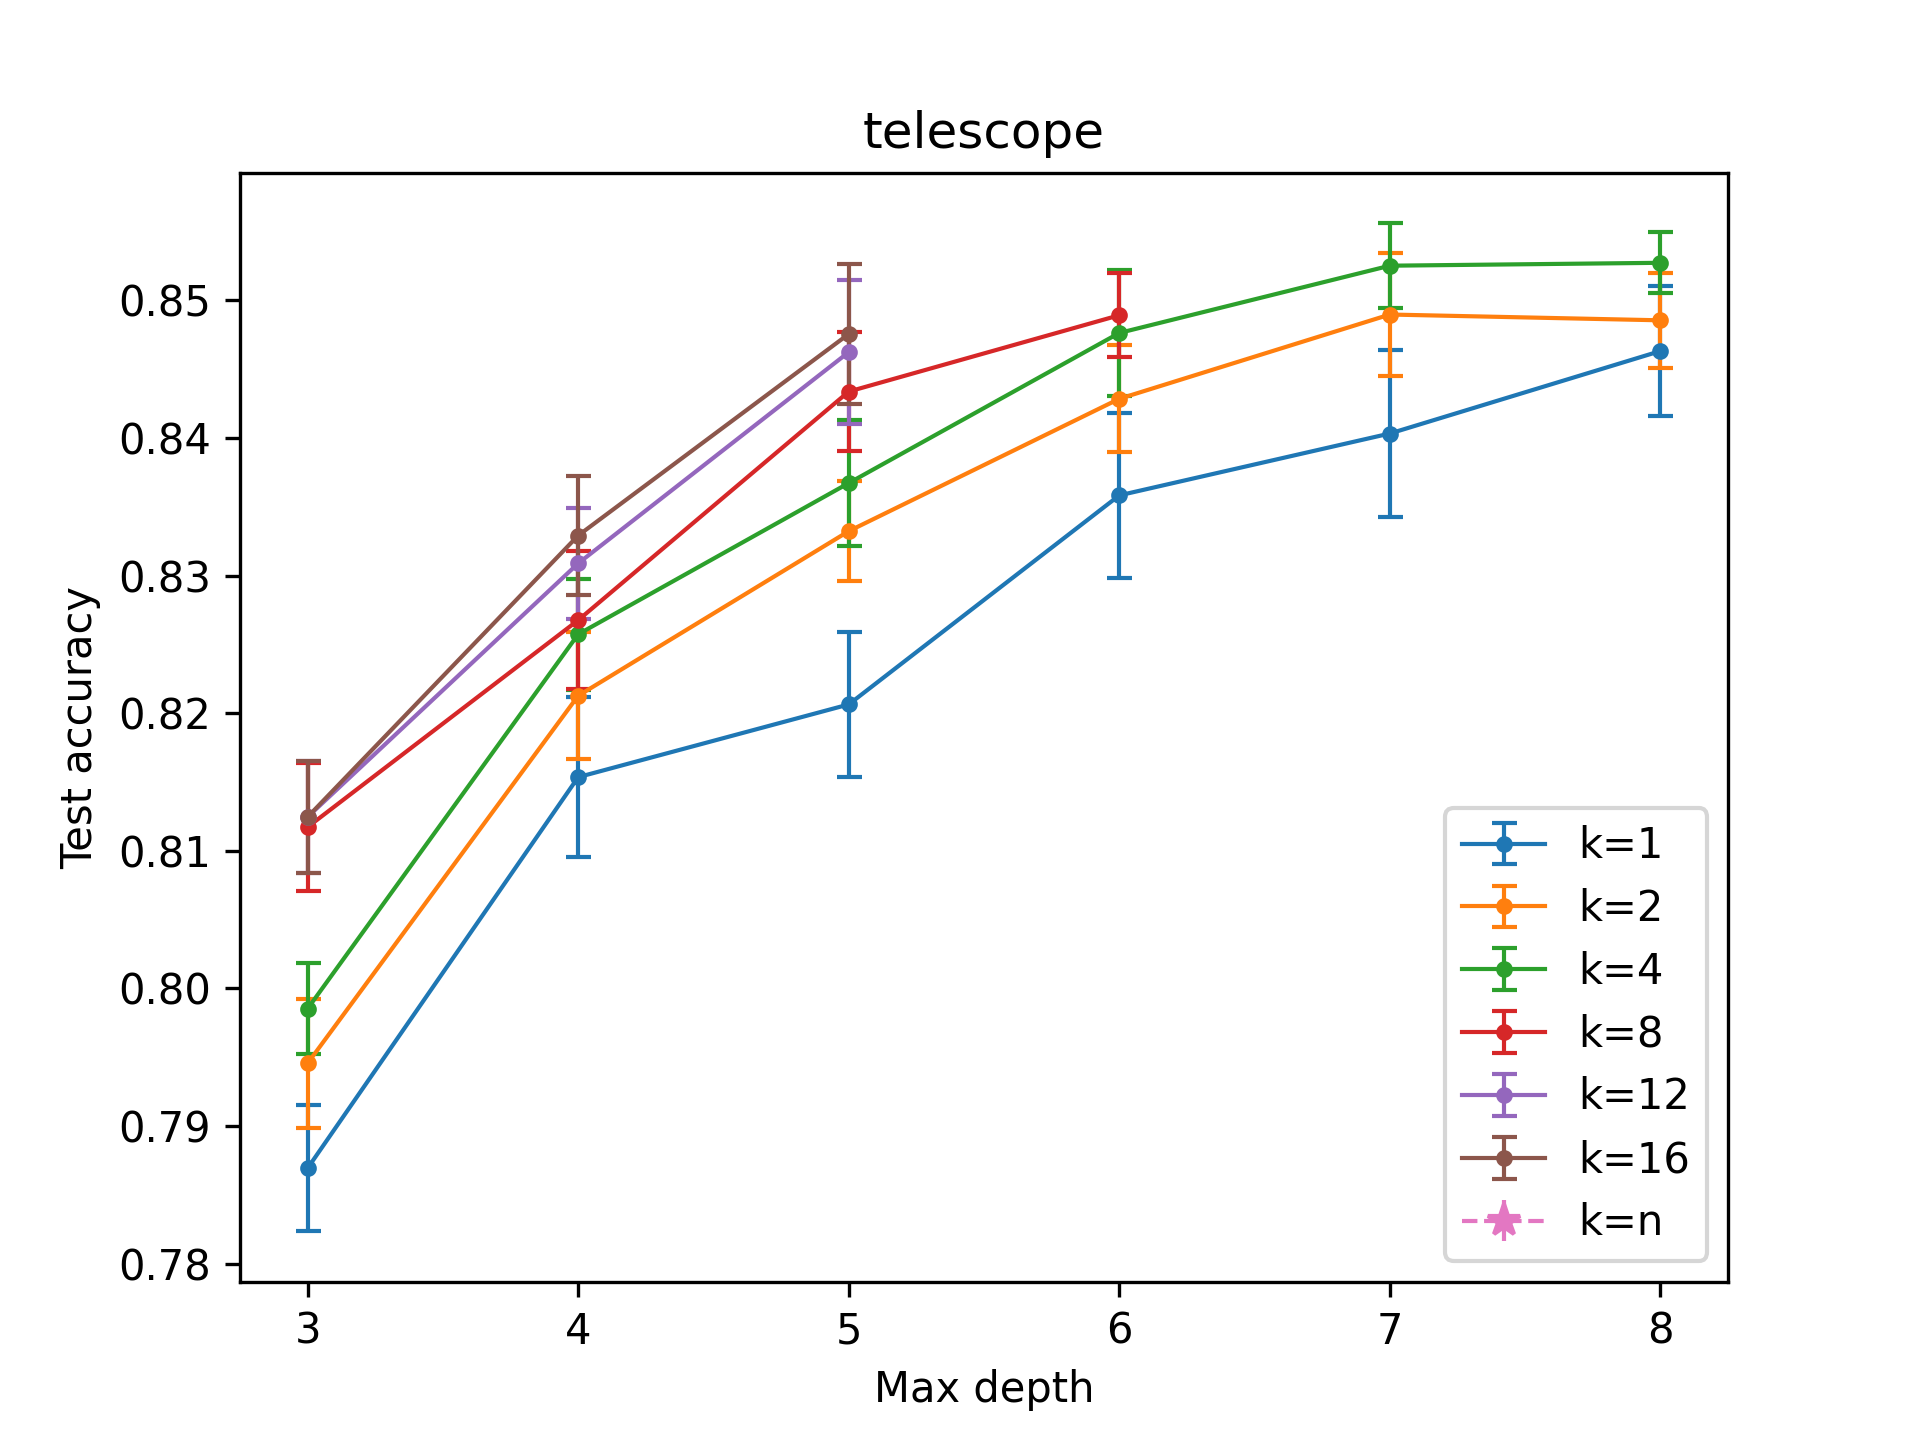 telescope
Test accuracy
0.85
0.84
0.83
0.82
0.81
0.80
0.79
0.78
3 4 5 6 7 8
Max depth
k=1
k=2
k=4
k=8
k=12
k=16
k=n